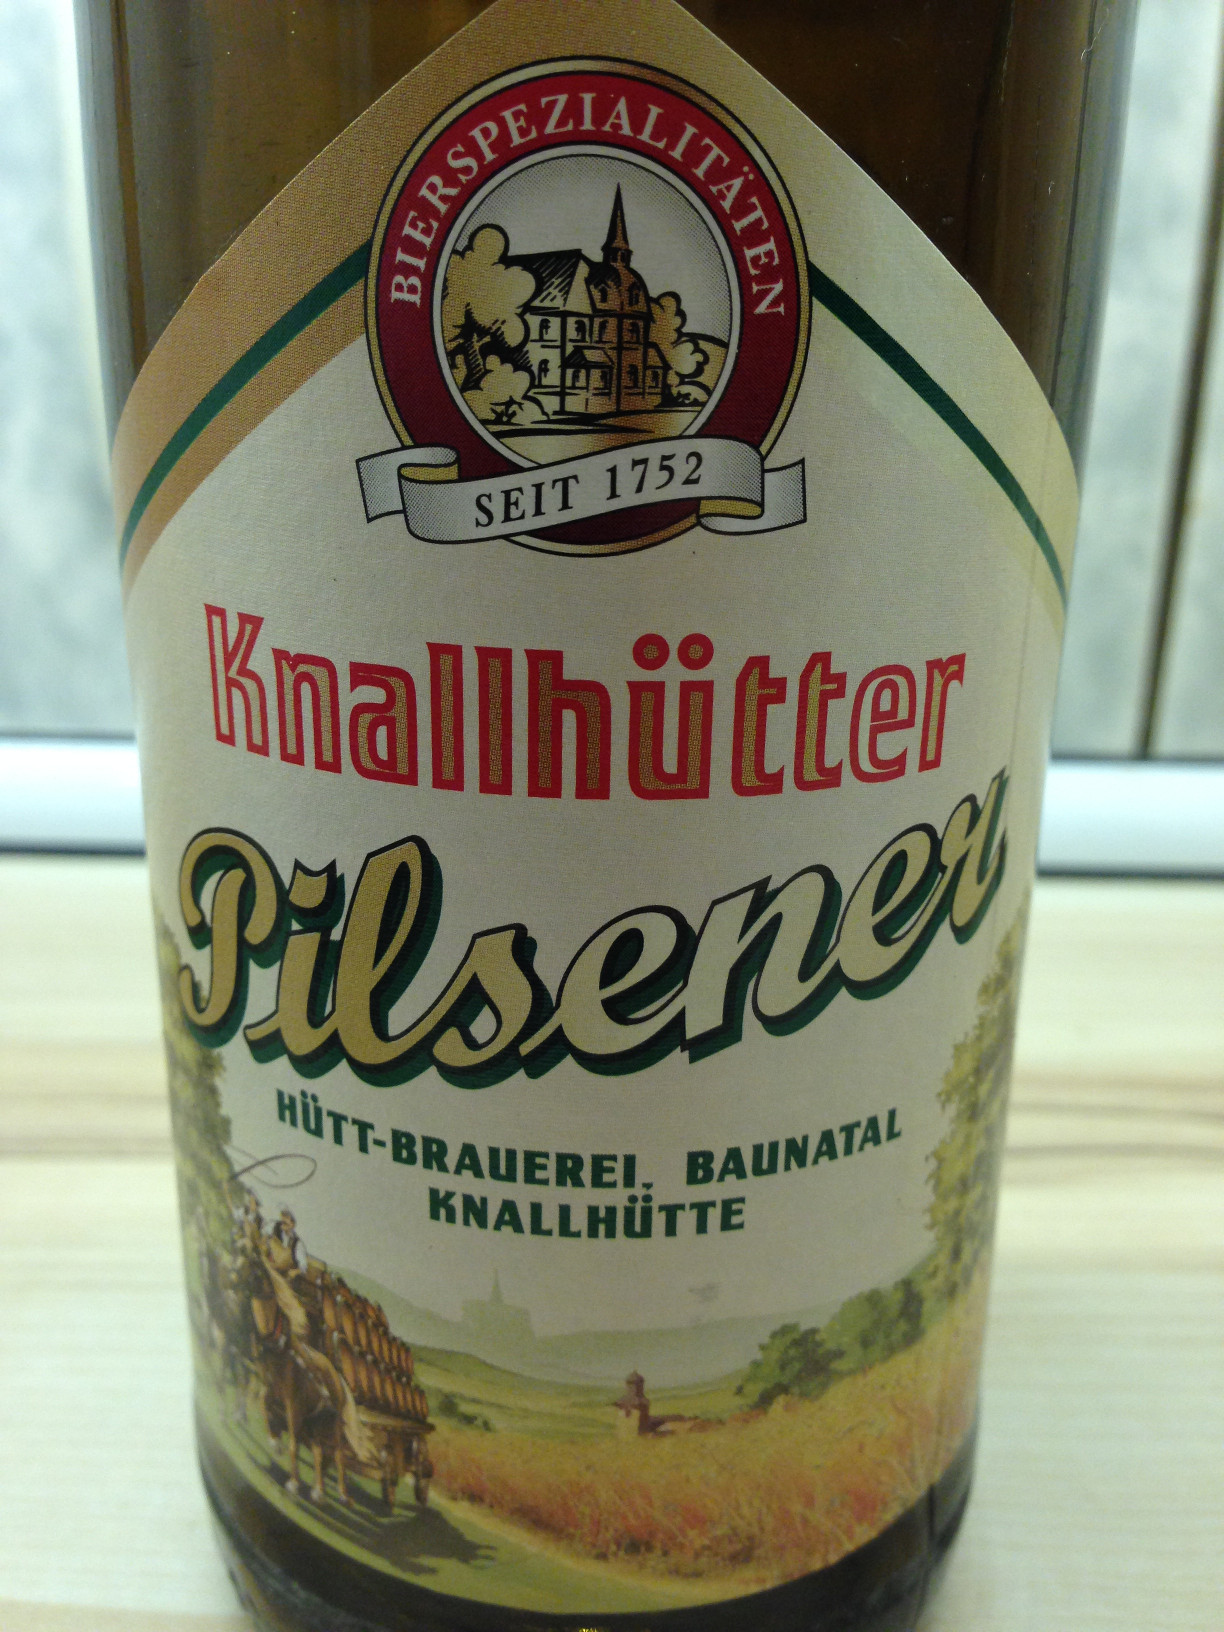 BIERSPEZIALITÄTEN
SEIT 1752
Knallhütter
Pilsener
HÜTT-BRAUEREI, BAUNATAL
KNALLHÜTTE